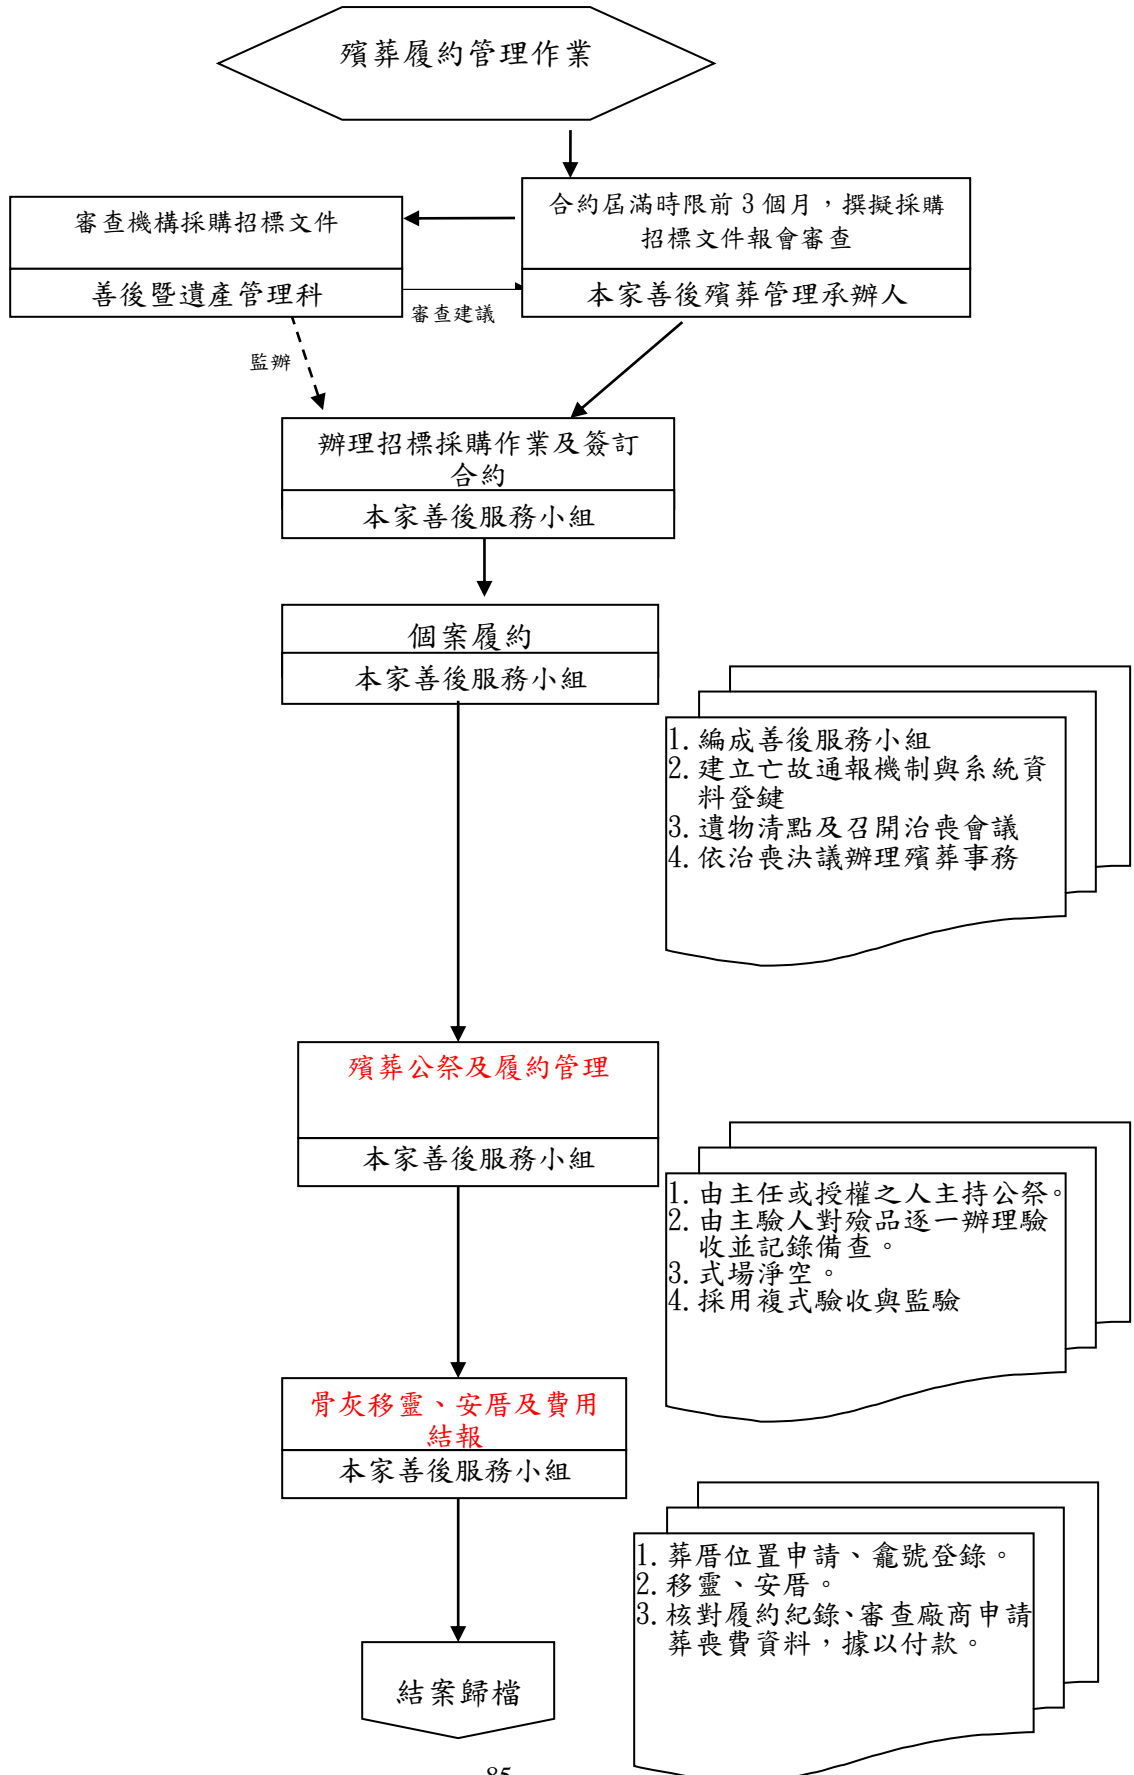 殯葬履約管理作業
合約屆滿時限前 3 個月，撰擬採購
招標文件報會審查
本家善後殯葬管理承辦人
審查機構採購招標文件
善後暨遺產管理科
審查建議
監辦
辦理招標採購作業及簽訂
合約
本家善後服務小組
個案履約
本家善後服務小組
1. 編成善後服務小組
2. 建立亡故通報機制與系統資
料登鍵
3. 遺物清點及召開治喪會議
4. 依治喪決議辦理殯葬事務
殯葬公祭及履約管理
本家善後服務小組
1. 由主任或授權之人主持公祭。
2. 由主驗人對殮品逐一辦理驗
收並記錄備查。
3. 式場淨空。
4. 採用複式驗收與監驗
骨灰移靈、安厝及費用
結報
本家善後服務小組
1. 葬厝位置申請、龕號登錄。
2. 移靈、安厝。
3. 核對履約紀錄、審查廠商申請
葬喪費資料，據以付款。
結案歸檔
85